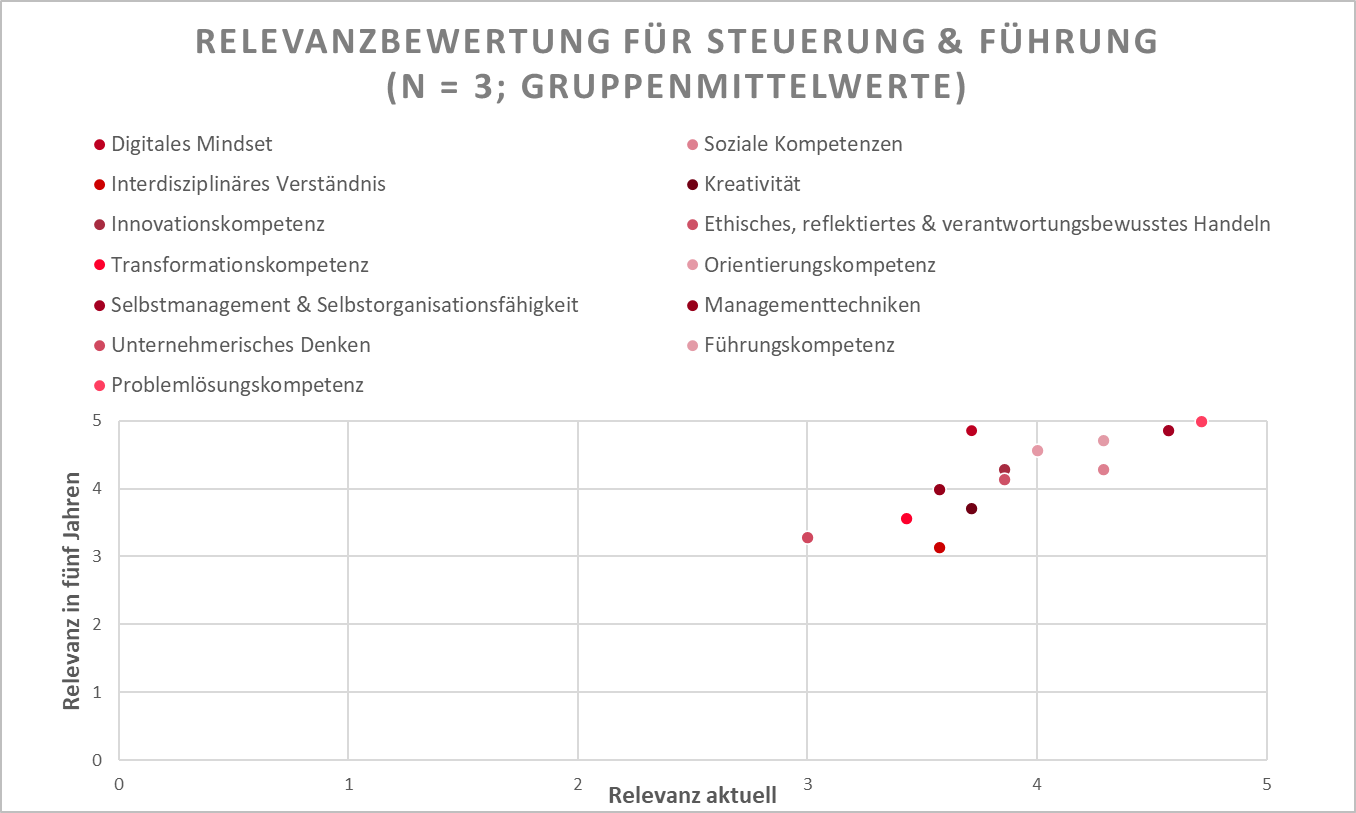 RELEVANZBEWERTUNG FÜR STEUERUNG & FÜHRUNG
(N = 3; GRUPPENMITTELWERTE)
Digitales Mindset
Soziale Kompetenzen
Interdisziplinäres Verständnis
Kreativität
Innovationskompetenz
Ethisches, reflektiertes & verantwortungsbewusstes Handeln
Transformationskompetenz
Orientierungskompetenz
Selbstmanagement & Selbstorganisationsfähigkeit
Managementtechniken
Unternehmerisches Denken
Führungskompetenz
Problemlösungskompetenz
5
4
3
2
1
0
Relevanz in fünf Jahren
0 1 2 3 4 5
Relevanz aktuell